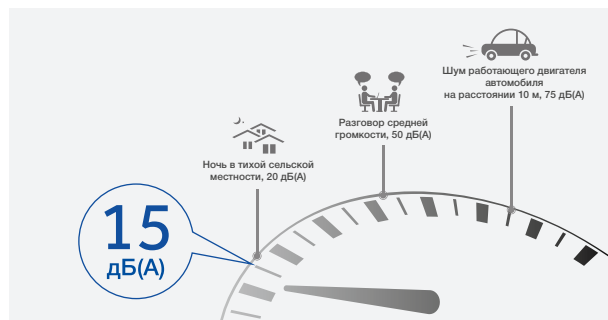 Шум работающего двигателя
автомобиля
на расстоянии 10 м, 75 дБ(А)
Разговор средней
громкости, 50 дБ(А)
Ночь в тихой сельской
местности, 20 дБ(А)
15
дБ(А)